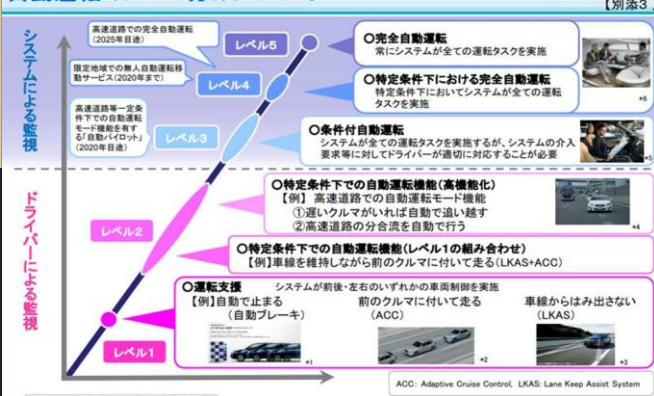 【別添3】
システムによる監視
ドライバーによる監視
高速道路での完全自動運転
(2025年目途)
レベル5
〇完全自動運転
常にシステムが全ての運転タスクを実施
限定地域での無人自動運転移
動サービス(2020年まで)
レベル4
〇特定条件下における完全自動運転
特定条件下においてシステムが全ての運転
タスクを実施
*6
高速道路等一定条
件下での自動運転
モード機能を有す
る「自動パイロット」
(2020年目途)
レベル3
〇条件付自動運転
システムが全ての運転タスクを実施するが、システムの介入
要求等に対してドライバーが適切に対応することが必要
*5
レベル2
〇特定条件下での自動運転機能(高機能化)
【例】 高速道路での自動運転モード機能
①遅いクルマがいれば自動で追い越す
②高速道路の分合流を自動で行う
*4
〇特定条件下での自動運転機能(レベル1の組み合わせ)
【例】車線を維持しながら前のクルマに付いて走る(LKAS+ACC)
レベル1
〇運転支援 システムが前後・左右のいずれかの車両制御を実施
【例】自動で止まる
(自動ブレーキ)
*1
前のクルマに付いて走る
(ACC)
*2
車線からはみ出さない
(LKAS)
*3
ACC: Adaptive Cruise Control, LKAS: Lane Keep Assist System